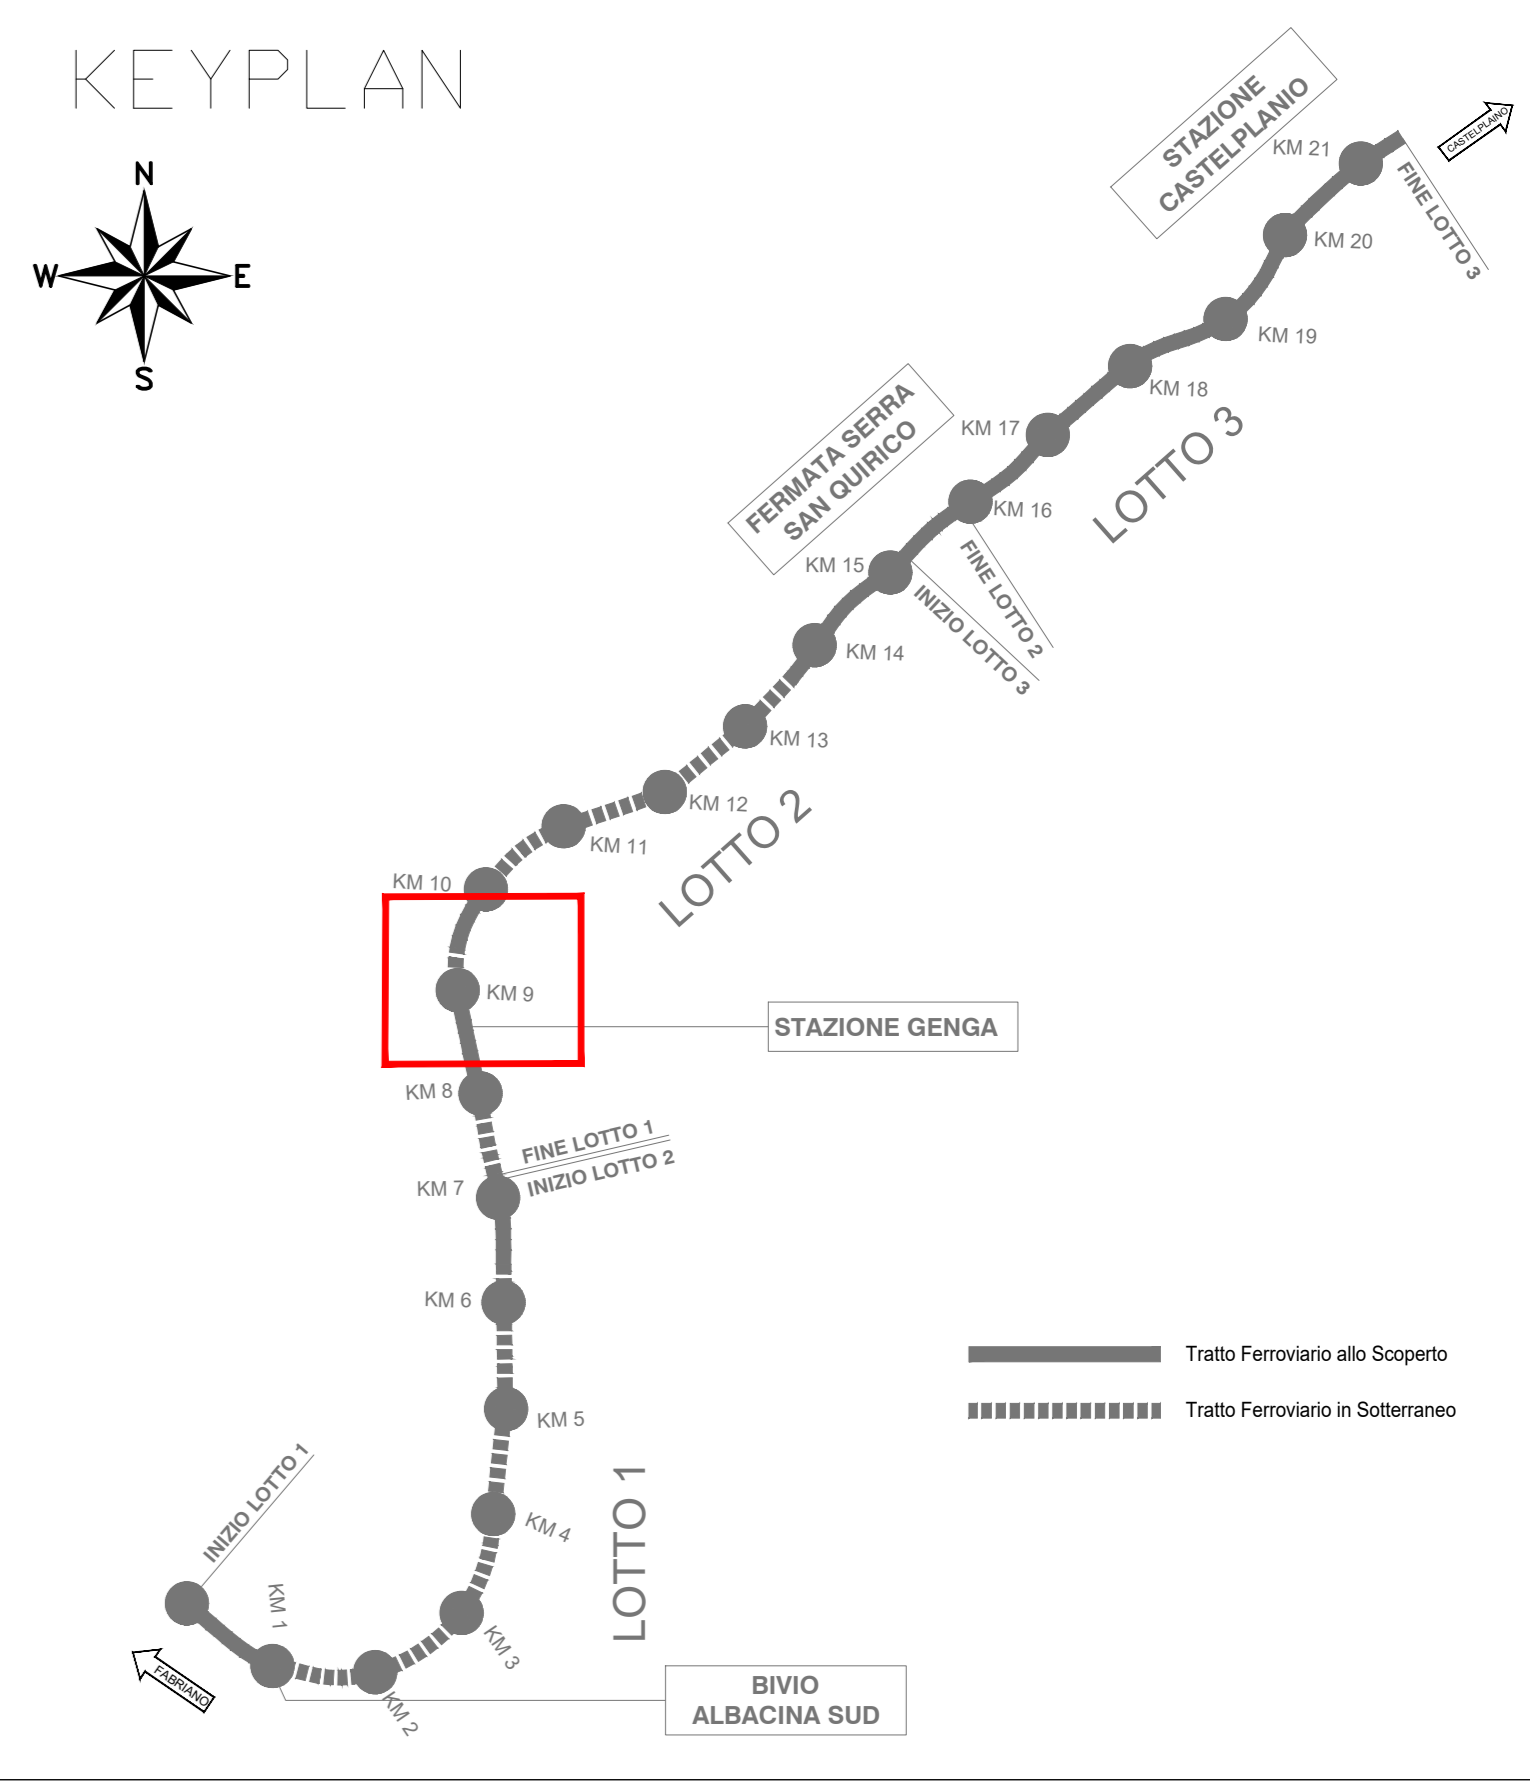 KEYPLAN
N
W
E
S
STAZIONE
CASTELPLANIO
CASTELPLAINO
KM 21
FINE LOTTO 3
KM 20
KM 19
KM 18
FERMATA SERRA
SAN QUIRICO
KM 17
LOTTO 3
KM 16
FINE LOTTO 2
KM 15
INIZIO LOTTO 3
KM 14
KM 13
KM 12
LOTTO 2
KM 11
KM 10
KM 9
STAZIONE GENGA
KM 8
FINE LOTTO 1
INIZIO LOTTO 2
KM 7
KM 6
Tratto Ferroviario allo Scoperto
Tratto Ferroviario in Sotterraneo
KM 5
INIZIO LOTTO 1
LOTTO 1
KM 4
KM 1
KM 3
FABRIANO
KM 2
BIVIO
ALBACINA SUD